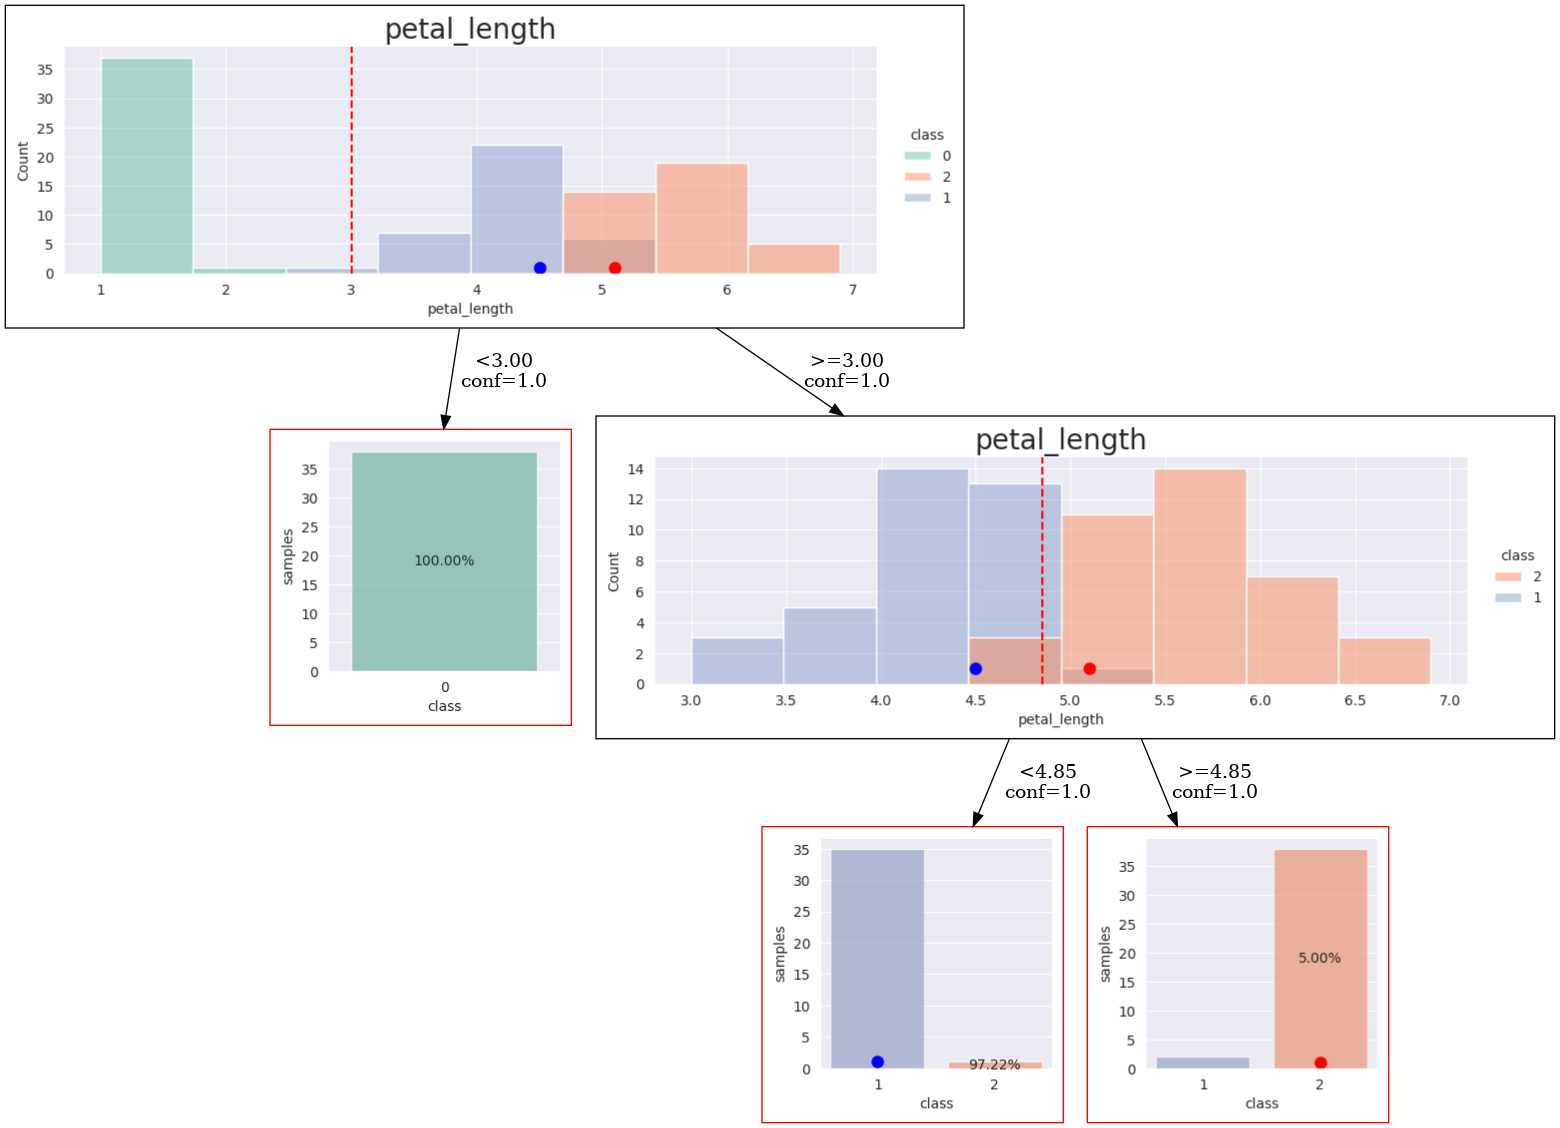 petal_length
35
30
25
20
15
10
5
0
Count
1 2 3 4 5 6 7
petal_length
class
0
2
1
<3.00
conf=1.0
>=3.00
conf=1.0
35
30
25
20
15
10
5
0
samples
100.00%
0
class
petal_length
14
12
10
8
6
4
2
0
Count
3.0 3.5 4.0 4.5 5.0 5.5 6.0 6.5 7.0
petal_length
class
2
1
<4.85
conf=1.0
>=4.85
conf=1.0
35
30
25
20
15
10
5
0
samples
97.22%
1 2
class
35
30
25
20
15
10
5
0
samples
5.00%
1 2
class